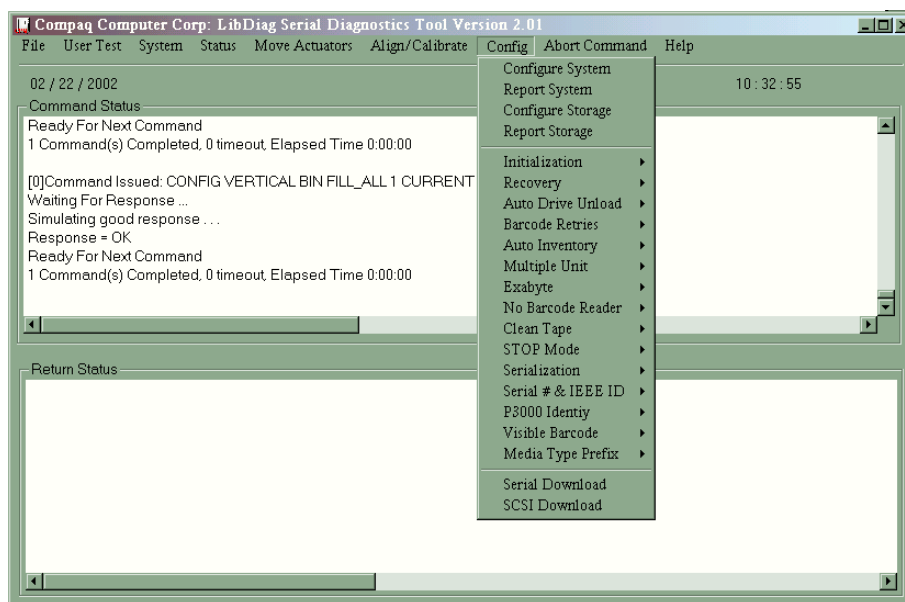 Compaq Computer Corp: LibDiag Serial Diagnostics Tool Version 2.01
File User Test System Status Move Actuators Align/Calibrate Config Abort Command Help
02 / 22 / 2002
10 : 32 : 55
Command Status
Ready For Next Command
1 Command(s) Completed, 0 timeout, Elapsed Time 0:00:00
[0]Command Issued: CONFIG VERTICAL BIN FILL_ALL 1 CURRENT
Waiting For Response ...
Simulating good response . . .
Response = OK
Ready For Next Command
1 Command(s) Completed, 0 timeout, Elapsed Time 0:00:00
Return Status
Configure System
Report System
Configure Storage
Report Storage
Initialization
Recovery
Auto Drive Unload
Barcode Retries
Auto Inventory
Multiple Unit
Exabyte
No Barcode Reader
Clean Tape
STOP Mode
Serialization
Serial # & IEEE ID
P3000 Identiy
Visible Barcode
Media Type Prefix
Serial Download
SCSI Download